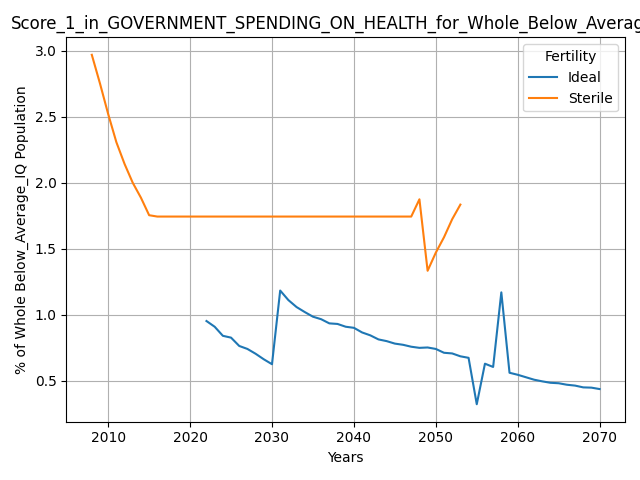 Score_1_in_GOVERNMENT_SPENDING_ON_HEALTH_for_Whole_Below_Averag
Fertility
Ideal
Sterile
% of Whole Below_Average_IQ Population
3.0
2.5
2.0
1.5
1.0
0.5
2010 2020 2030 2040 2050 2060 2070
Years